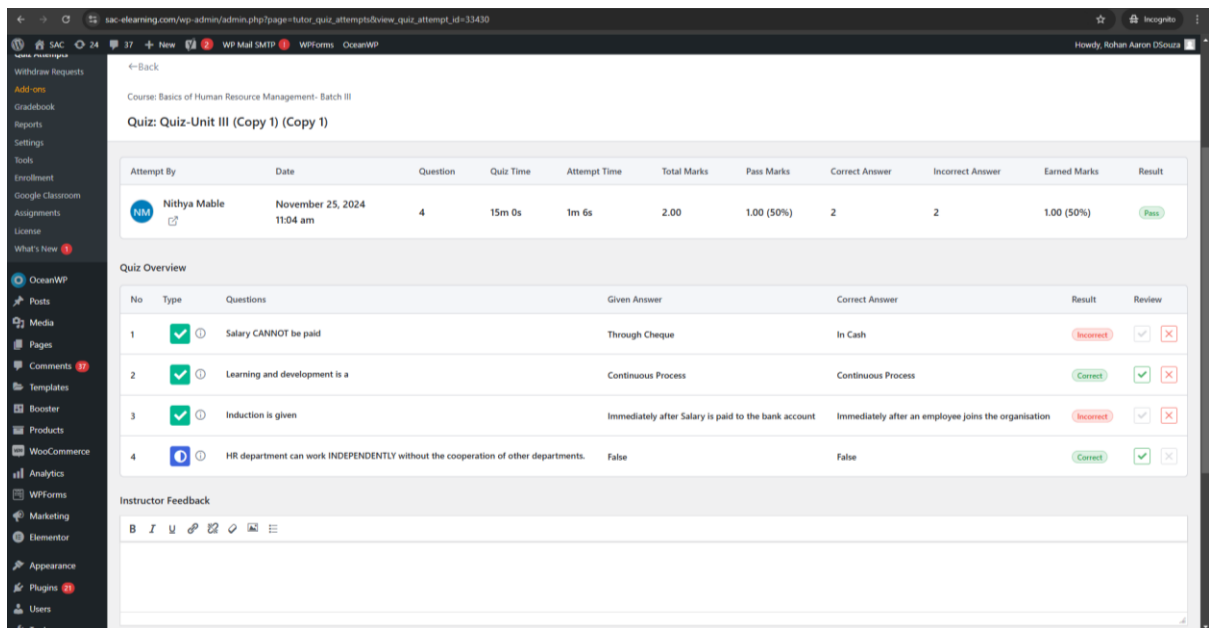 sac-elearning.com/wp-admin/admin.php?page=tutor_quiz_attempts&view_quiz_attempt_id=33430
Incognito
SAC 24 37 New 2 WP Mail SMTP ! WPForms OceanWP
Howdy, Rohan Aaron DSouza
Quiz Attempts
Withdraw Requests
Add-ons
Gradebook
Reports
Settings
Tools
Enrollment
Google Classroom
Assignments
License
What's New 1
OceanWP
Posts
Media
Pages
Comments 37
Templates
Booster
Products
WooCommerce
Analytics
WPForms
Marketing
Elementor
Appearance
Plugins 21
Users
←Back
Course: Basics of Human Resource Management- Batch III
Quiz: Quiz-Unit III (Copy 1) (Copy 1)
Attempt By Date Question Quiz Time Attempt Time Total Marks Pass Marks Correct Answer Incorrect Answer Earned Marks Result
NM Nithya Mable November 25, 2024
11:04 am 4 15m 0s 1m 6s 2.00 1.00 (50%) 2 2 1.00 (50%) Pass
Quiz Overview
No Type Questions Given Answer Correct Answer Result Review
1 Salary CANNOT be paid Through Cheque In Cash Incorrect
2 Learning and development is a Continuous Process Continuous Process Correct
3 Induction is given Immediately after Salary is paid to the bank account Immediately after an employee joins the organisation Incorrect
4 HR department can work INDEPENDENTLY without the cooperation of other departments. False False Correct
Instructor Feedback
B I U